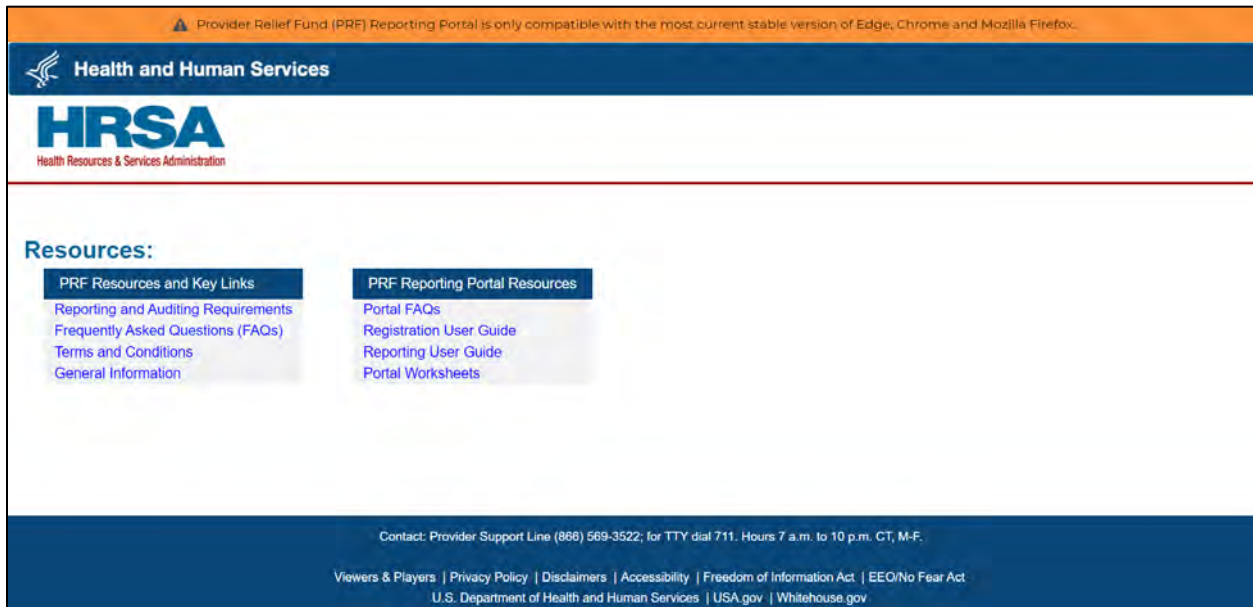 Provider Relief Fund (PRF) Reporting Portal is only compatible with the most current stable version of Edge, Chrome and Mozilla Firefox.
Health and Human Services
HRSA
Health Resources & Services Administration
Resources:
PRF Resources and Key Links
Reporting and Auditing Requirements
Frequently Asked Questions (FAQs)
Terms and Conditions
General Information
PRF Reporting Portal Resources
Portal FAQs
Registration User Guide
Reporting User Guide
Portal Worksheets
Contact: Provider Support Line (866) 569-3522; for TTY dial 711. Hours 7 a.m. to 10 p.m. CT, M-F.
Viewers & Players | Privacy Policy | Disclaimers | Accessibility | Freedom of Information Act | EEO/No Fear Act
U.S. Department of Health and Human Services | USA.gov | Whitehouse.gov